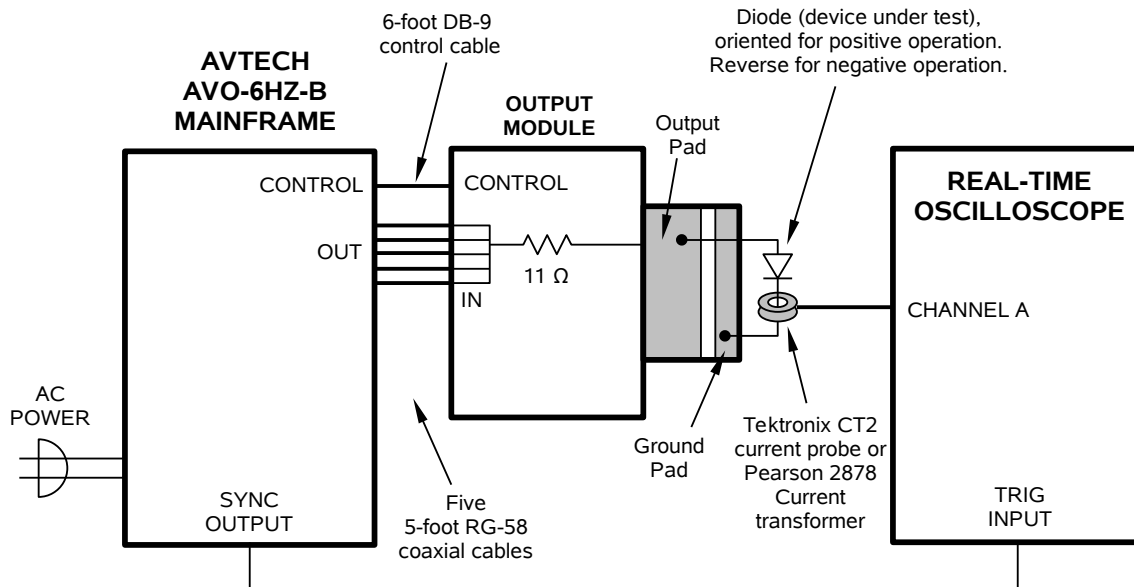 6-foot DB-9
control cable
Diode (device under test),
oriented for positive operation.
Reverse for negative operation.
AVTECH
AVO-6HZ-B
MAINFRAME
OUTPUT
MODULE
Output
Pad
CONTROL
CONTROL
REAL-TIME
OSCILLOSCOPE
OUT
11 Ω
IN
CHANNEL A
AC
POWER
Ground
Pad
Tektronix CT2
current probe or
Pearson 2878
Current
transformer
SYNC
OUTPUT
Five
5-foot RG-58
coaxial cables
TRIG
INPUT